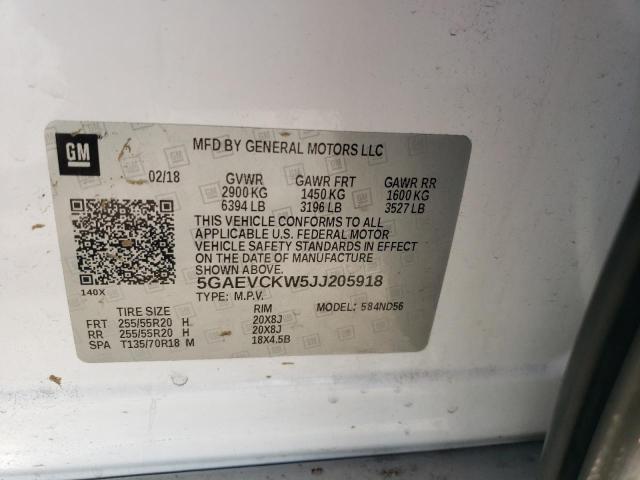 GM
MFD BY GENERAL MOTORS LLC
02/18
GVWR GAWR FRT GAWR RR
2900 KG 1450 KG 1600 KG
6394 LB 3196 LB 3527 LB
THIS VEHICLE CONFORMS TO ALL
APPLICABLE U.S. FEDERAL MOTOR
VEHICLE SAFETY STANDARDS IN EFFECT
ON THE DATE OF MANUFACTURE
SHOWN ABOVE.
140X
5GAEVCKW5JJ205918
TYPE: M.P.V. MODEL: 584ND56
TIRE SIZE RIM
FRT 255/55R20 H 20X8J
RR 255/55R20 H 20X8J
SPA T135/70R18 M 18X4.5B